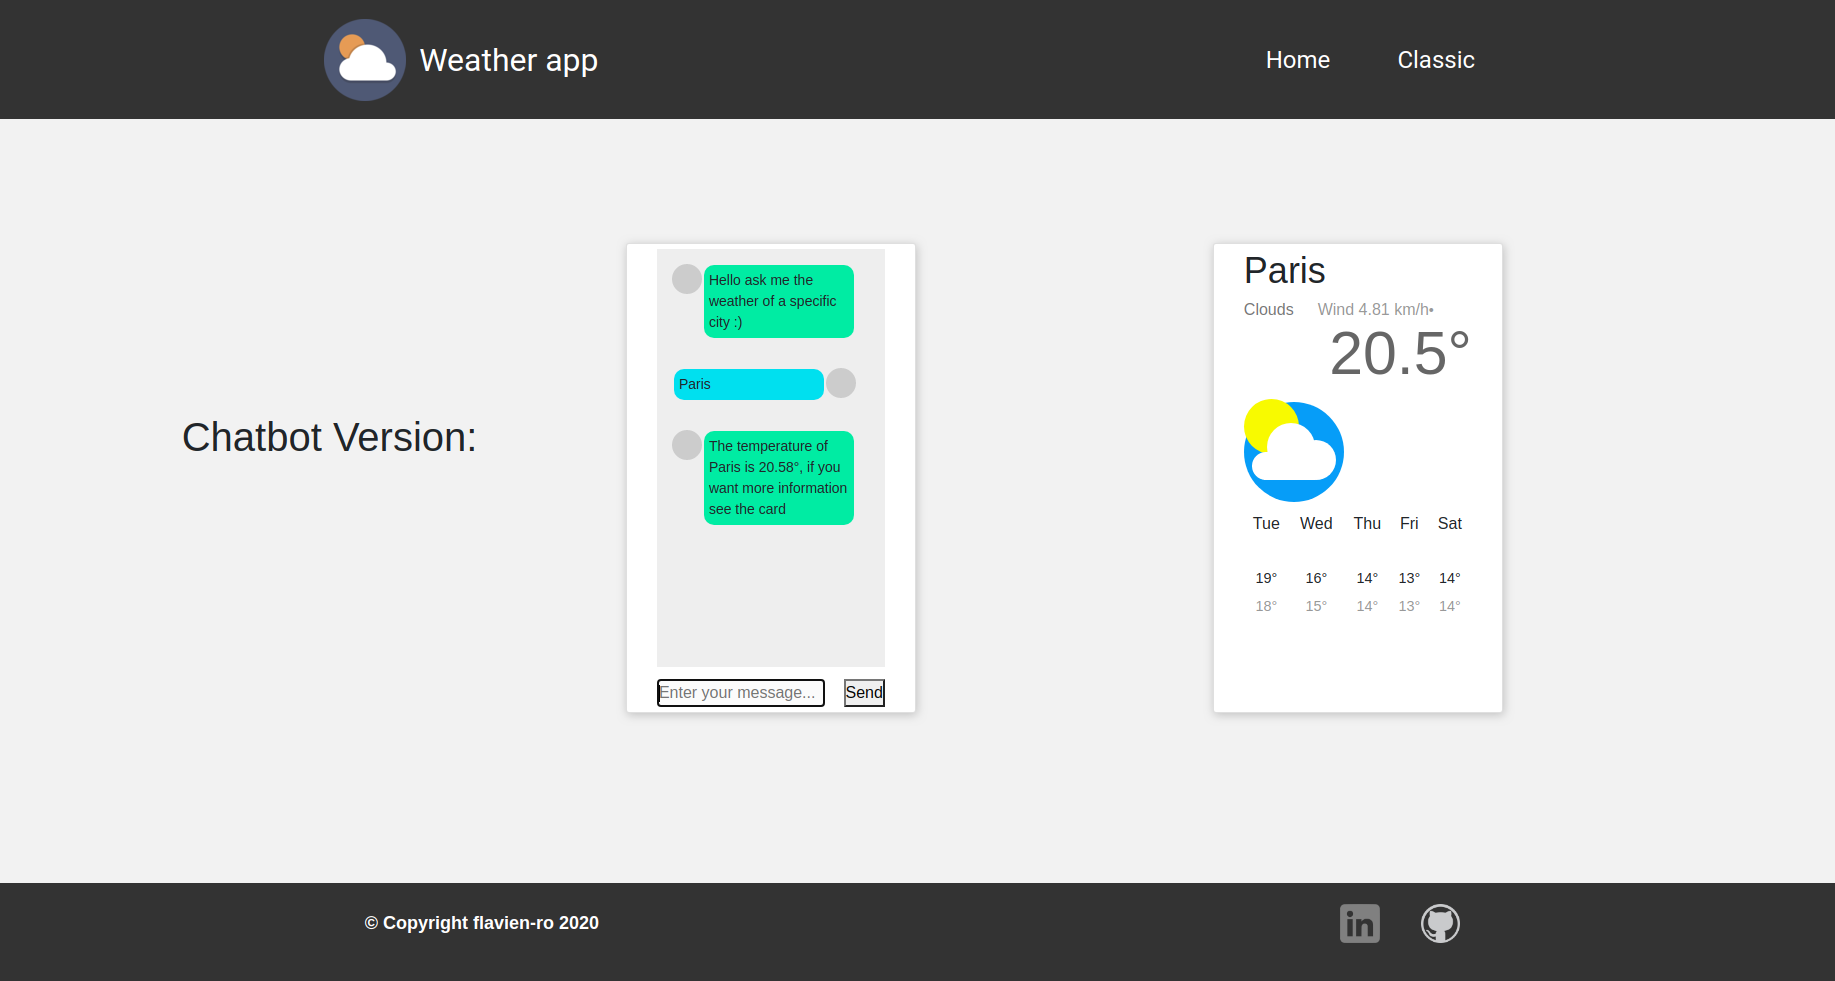 Weather app
Home Classic
Chatbot Version:
Hello ask me the
weather of a specific
city :)
Paris
The temperature of
Paris is 20.58°, if you
want more information
see the card
Enter your message...
Send
Paris
Clouds Wind 4.81 km/h•
20.5°
Tue Wed Thu Fri Sat
19° 16° 14° 13° 14°
18° 15° 14° 13° 14°
© Copyright flavien-ro 2020
in